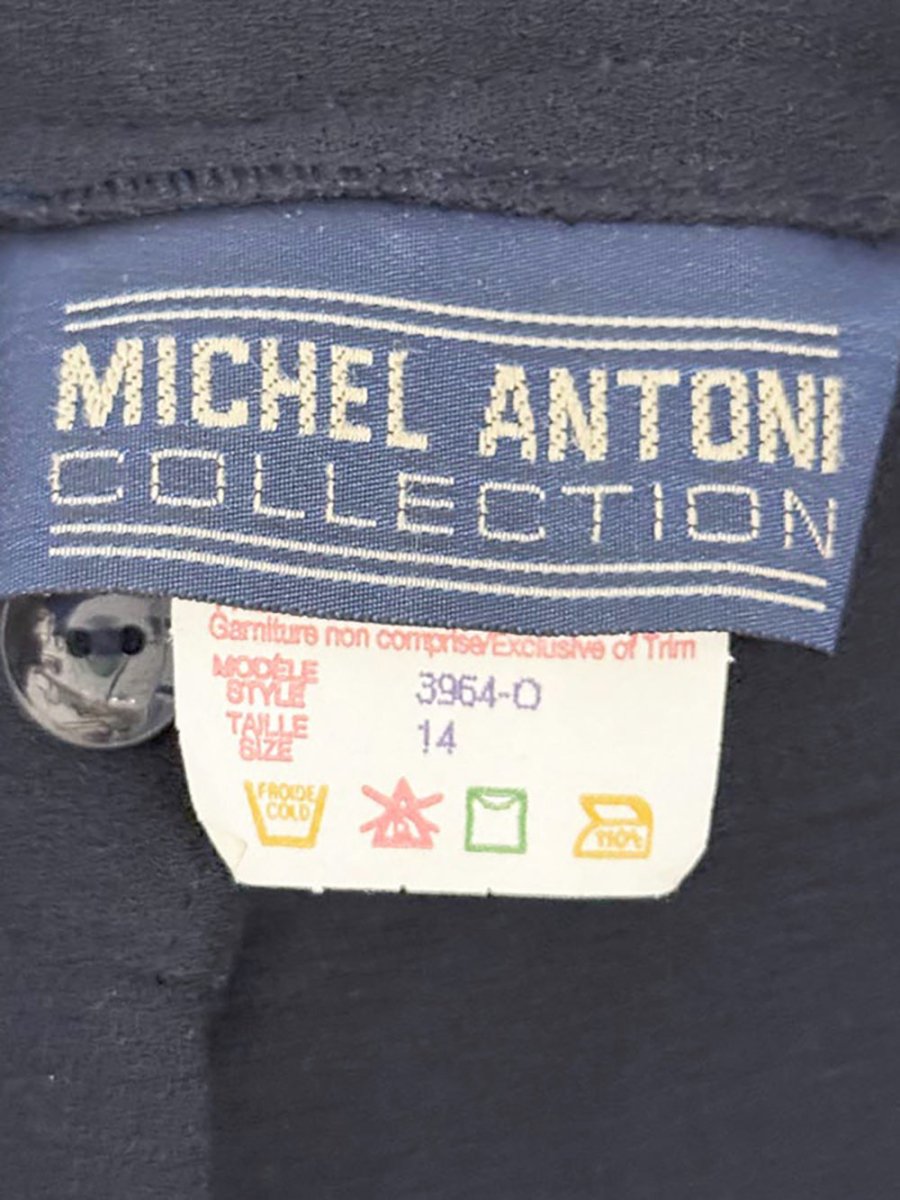 MICHEL ANTONI
COLLECTION
Garniture non comprise/Exclusive of Trim
MODÈLE
STYLE 3964-O
TAILLE
SIZE 14
FROIDE
COLD
110°c